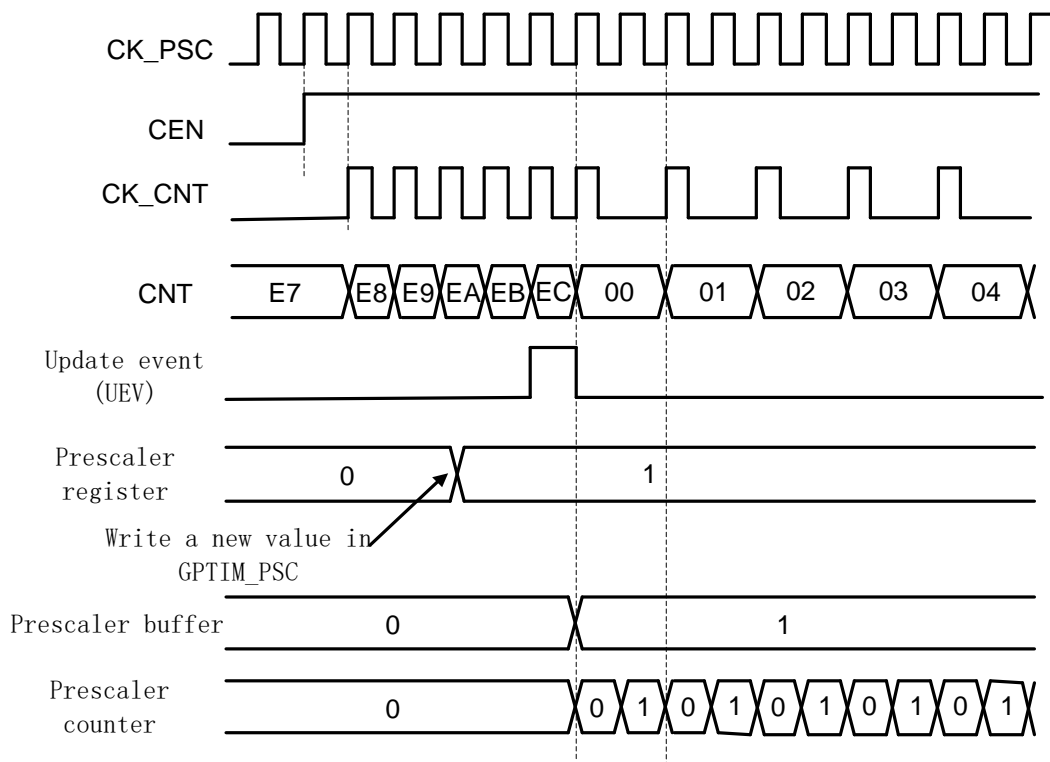 CK_PSC
CEN
CK_CNT
CNT E7 E8 E9 EA EB EC 00 01 02 03 04
Update event
(UEV)
Prescaler
register 0 1
Write a new value in
GPTIM_PSC
Prescaler buffer 0 1
Prescaler
counter 0 0 1 0 1 0 1 0 1 0 1